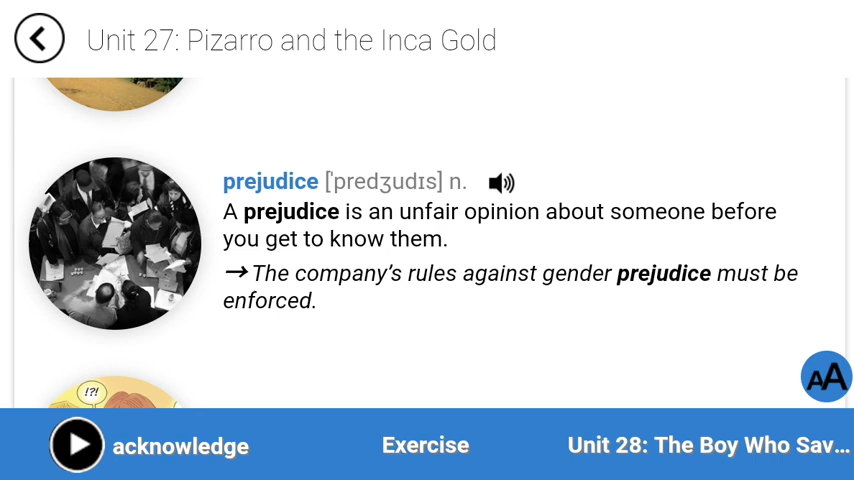 Unit 27: Pizarro and the Inca Gold
prejudice [ˈpredʒudɪs] n.
A prejudice is an unfair opinion about someone before
you get to know them.
→ The company's rules against gender prejudice must be
enforced.
!?!
AA
acknowledge
Exercise
Unit 28: The Boy Who Sav...